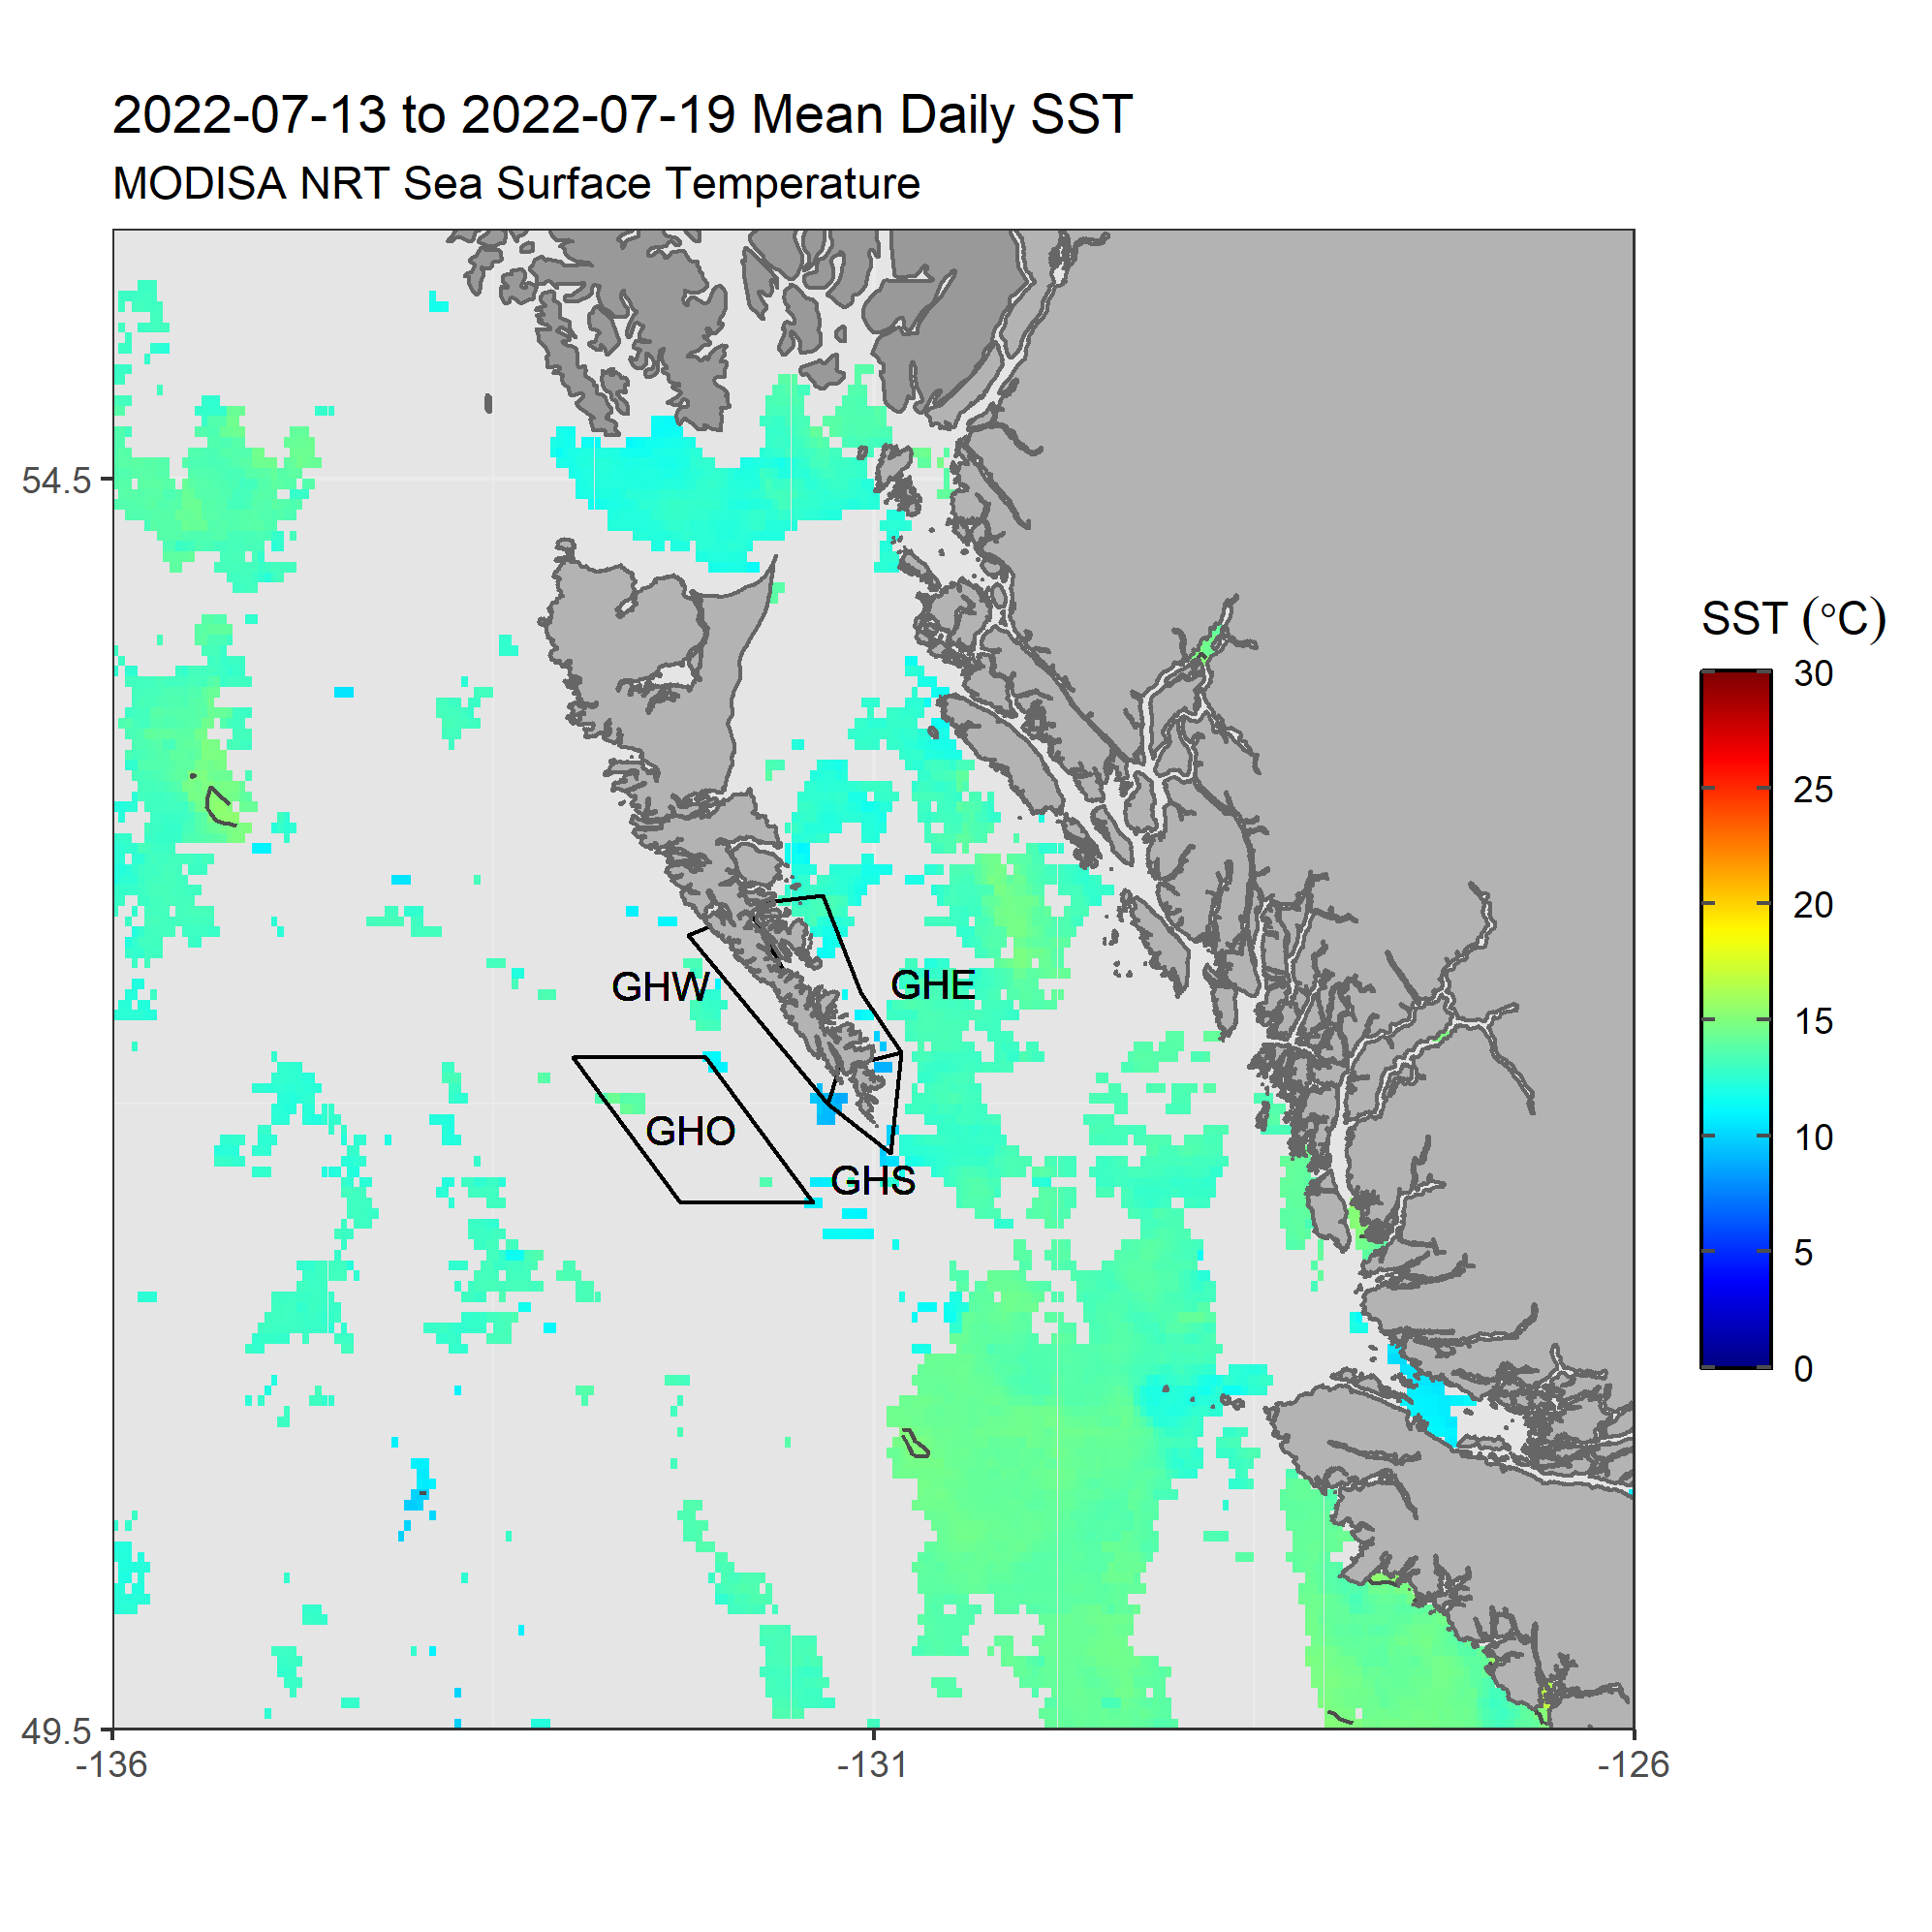 2022-07-13 to 2022-07-19 Mean Daily SST
MODISA NRT Sea Surface Temperature
54.5
49.5
-136
-131
-126
GHW
GHE
GHO
GHS
SST (°C)
30
25
20
15
10
5
0